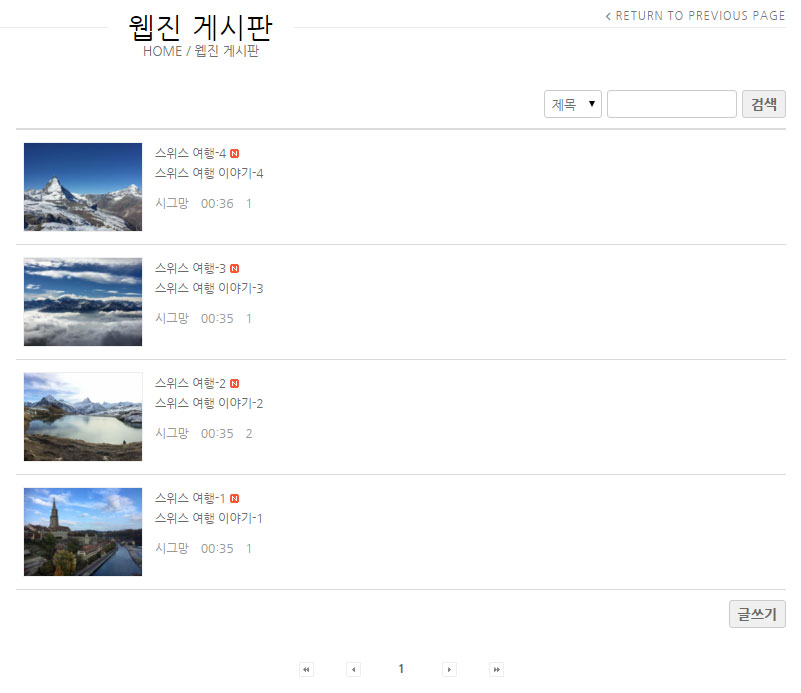 웹진 게시판
RETURN TO PREVIOUS PAGE
HOME / 웹진 게시판
제목 검색
스위스 여행-4 N
스위스 여행 이야기-4
시그망 00:36 1
스위스 여행-3 N
스위스 여행 이야기-3
시그망 00:35 1
스위스 여행-2 N
스위스 여행 이야기-2
시그망 00:35 2
스위스 여행-1 N
스위스 여행 이야기-1
시그망 00:35 1
글쓰기
1